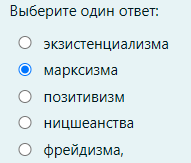 Выберите один ответ:
экзистенциализма
марксизма
позитивизм
ницшеанства
фрейдизма,